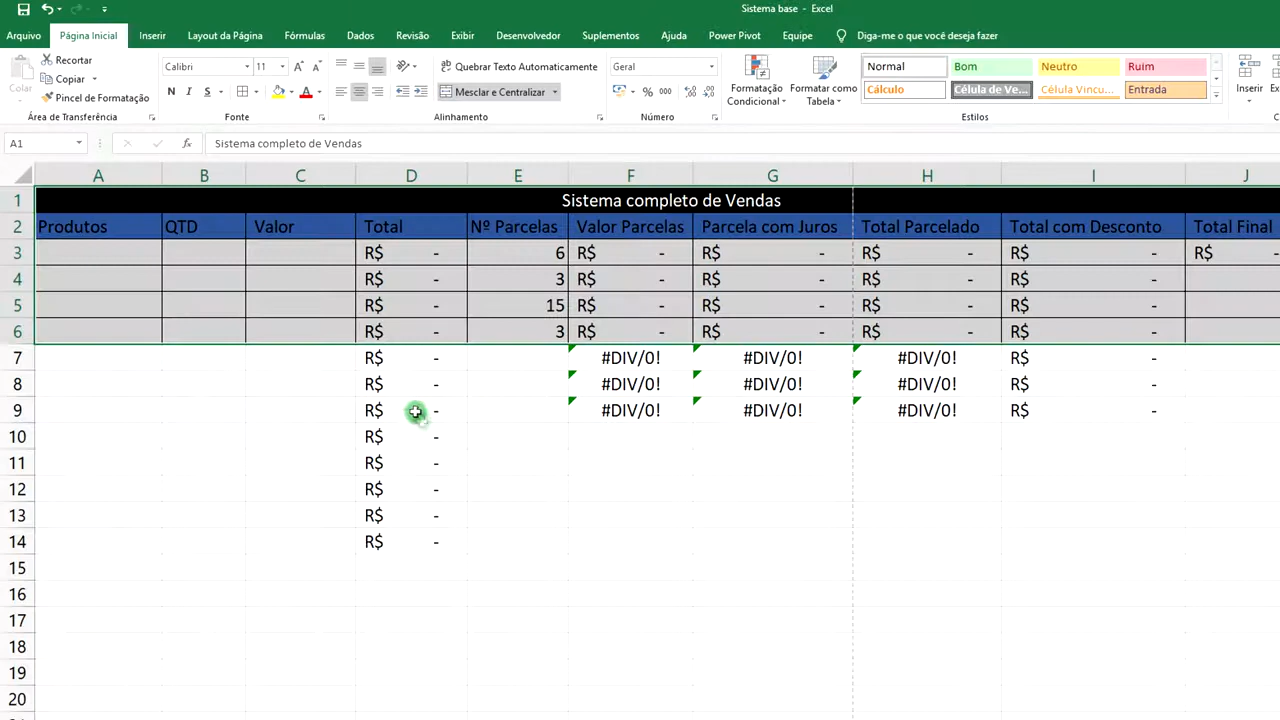 Sistema base - Excel
Arquivo Página Inicial Inserir Layout da Página Fórmulas Dados Revisão Exibir Desenvolvedor Suplementos Ajuda Power Pivot Equipe Diga-me o que você deseja fazer
Colar
Recortar
Copiar
Pincel de Formatação
Área de Transferência
Calibri 11
N I S
Fonte
Quebrar Texto Automaticamente
Mesclar e Centralizar
Alinhamento
Geral
% 000
Número
Formatação Condicional
Formatar como Tabela
Normal Bom Neutro Ruim
Cálculo Célula de Ve... Célula Vincu... Entrada
Estilos
Inserir
A1 fx Sistema completo de Vendas
A B C D E F G H I J
1 Sistema completo de Vendas
2 Produtos QTD Valor Total Nº Parcelas Valor Parcelas Parcela com Juros Total Parcelado Total com Desconto Total Final
3 R$ - 6 R$ - R$ - R$ - R$ - R$ -
4 R$ - 3 R$ - R$ - R$ - R$ -
5 R$ - 15 R$ - R$ - R$ - R$ -
6 R$ - 3 R$ - R$ - R$ - R$ -
7 R$ - #DIV/0! #DIV/0! #DIV/0! R$ -
8 R$ - #DIV/0! #DIV/0! #DIV/0! R$ -
9 R$ - #DIV/0! #DIV/0! #DIV/0! R$ -
10 R$ -
11 R$ -
12 R$ -
13 R$ -
14 R$ -
15
16
17
18
19
20